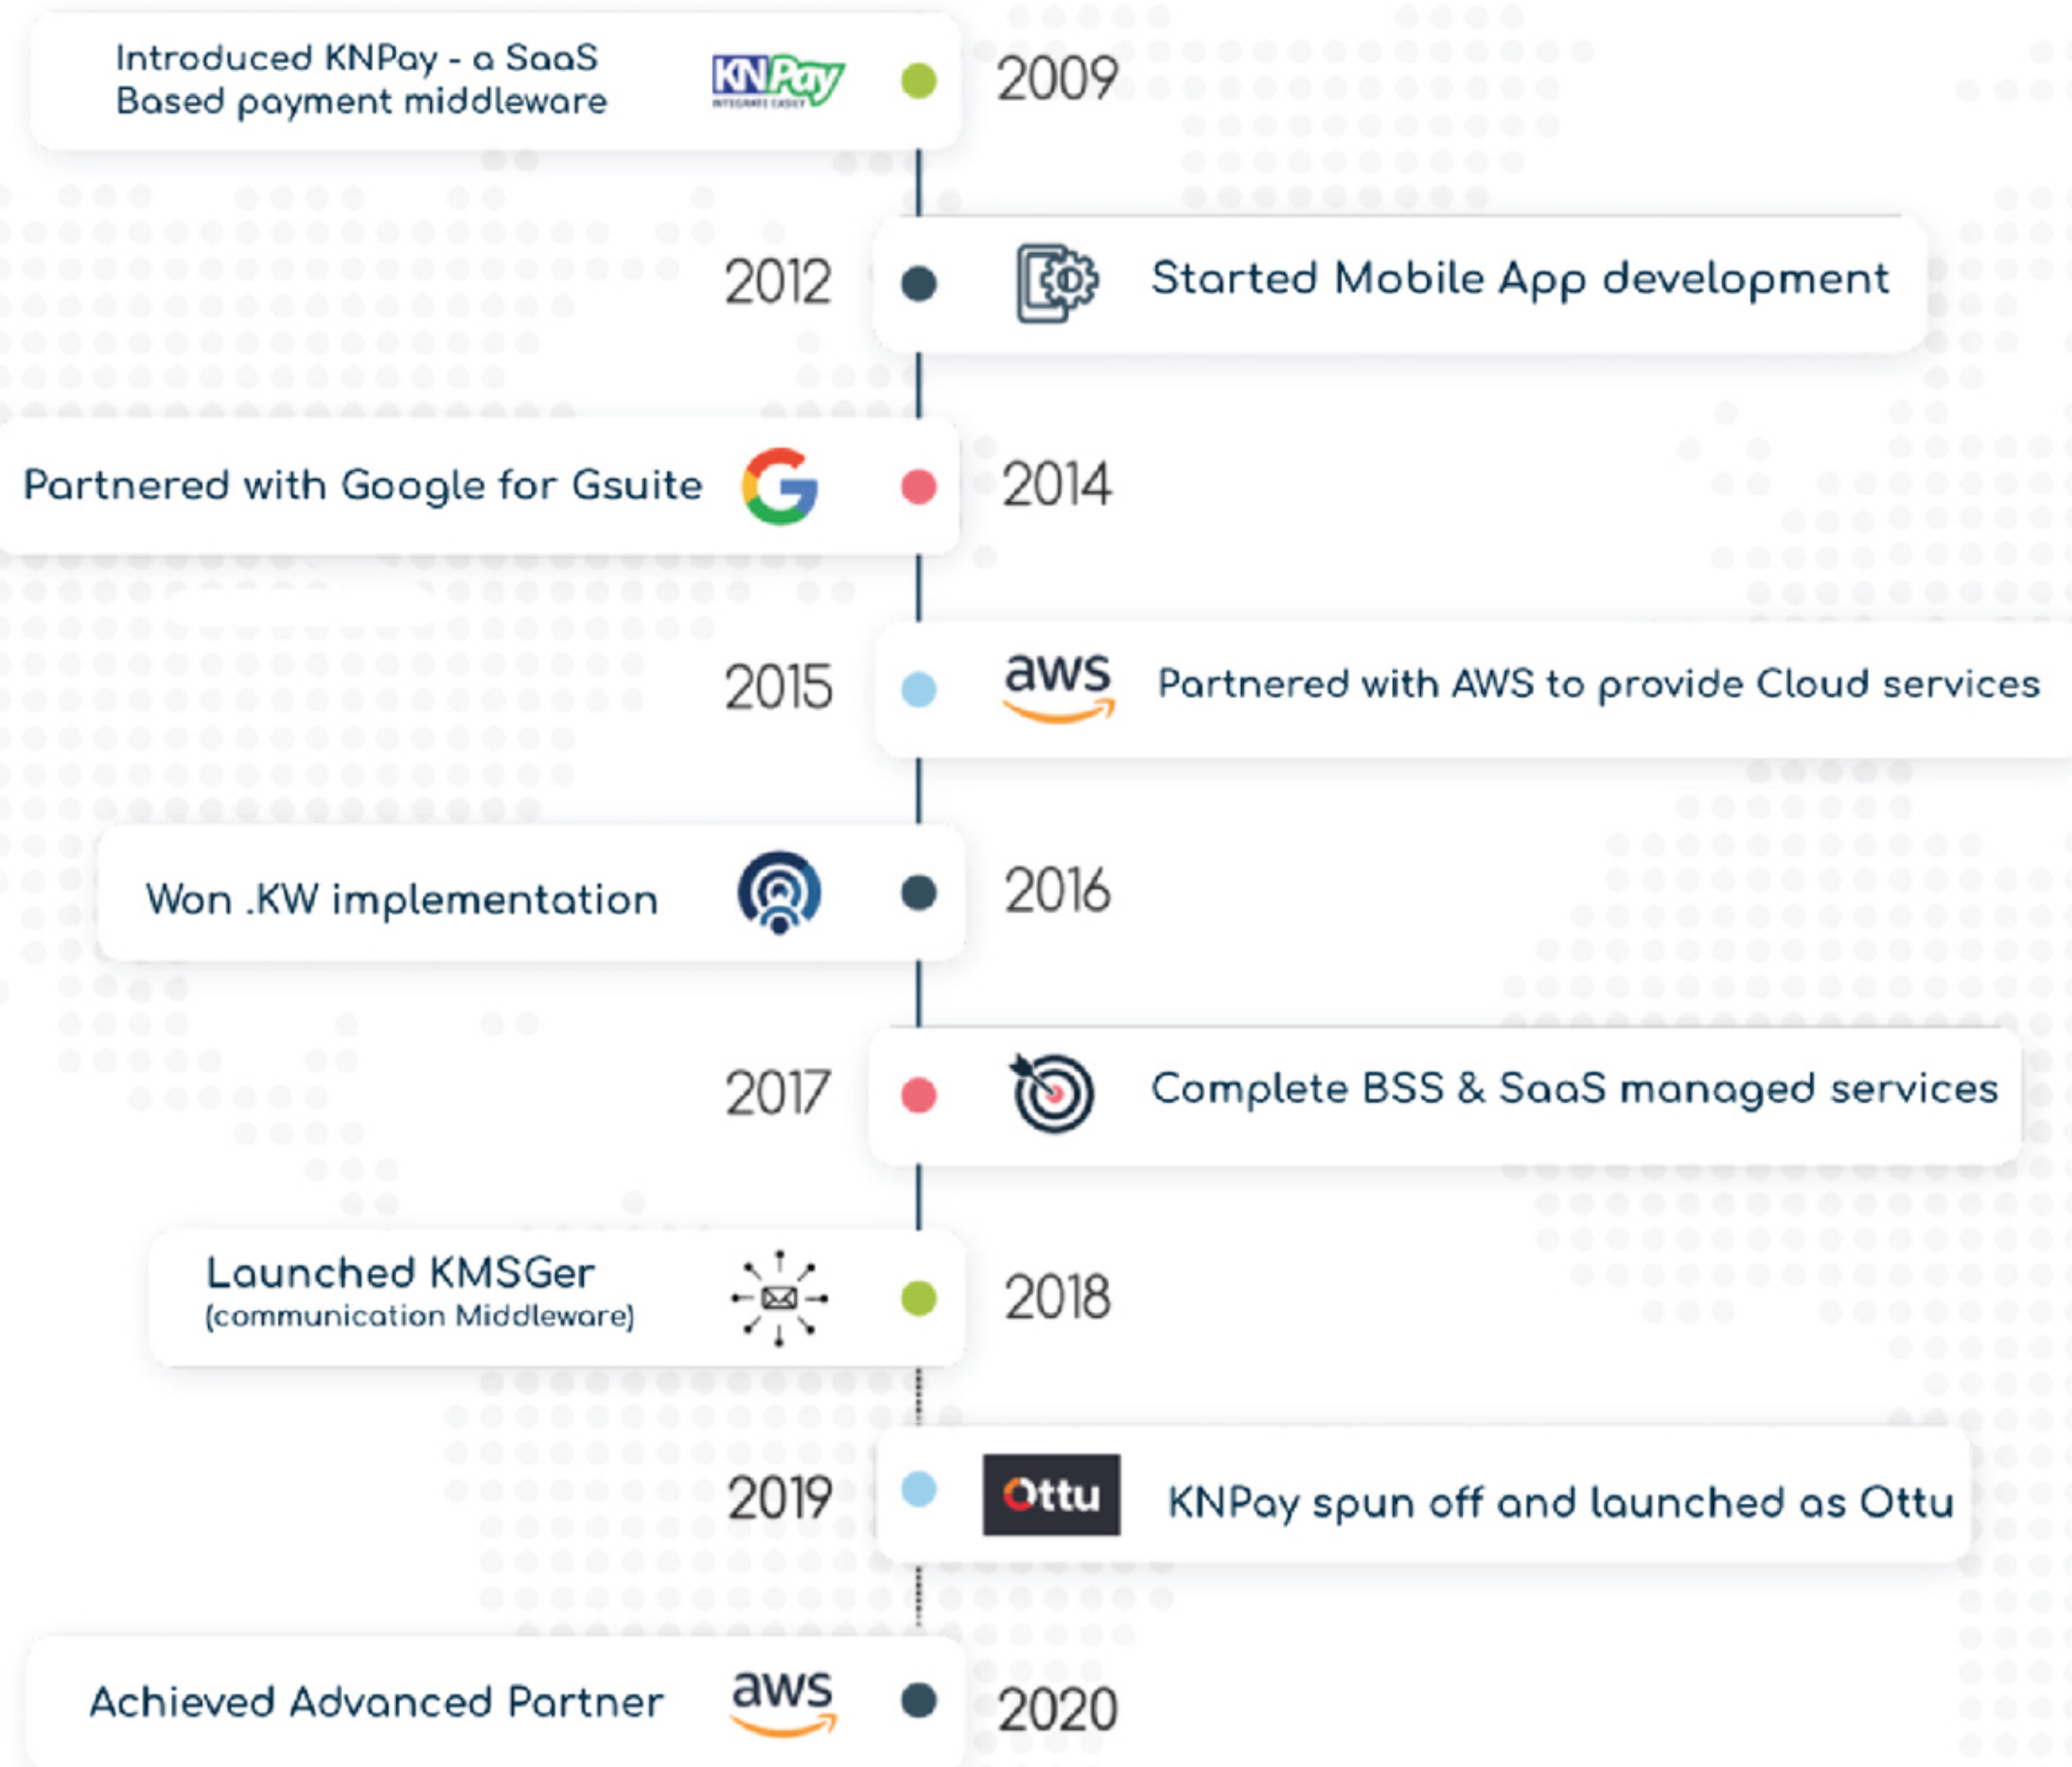 Introduced KNPay - a SaaS
Based payment middleware
KNPay
INTEGRATE EASILY
2009
2012
Started Mobile App development
Partnered with Google for Gsuite
G
2014
2015
aws
Partnered with AWS to provide Cloud services
Won .KW implementation
2016
2017
Complete BSS & SaaS managed services
Launched KMSGer
(communication Middleware)
2018
2019
Ottu
KNPay spun off and launched as Ottu
Achieved Advanced Partner
aws
2020